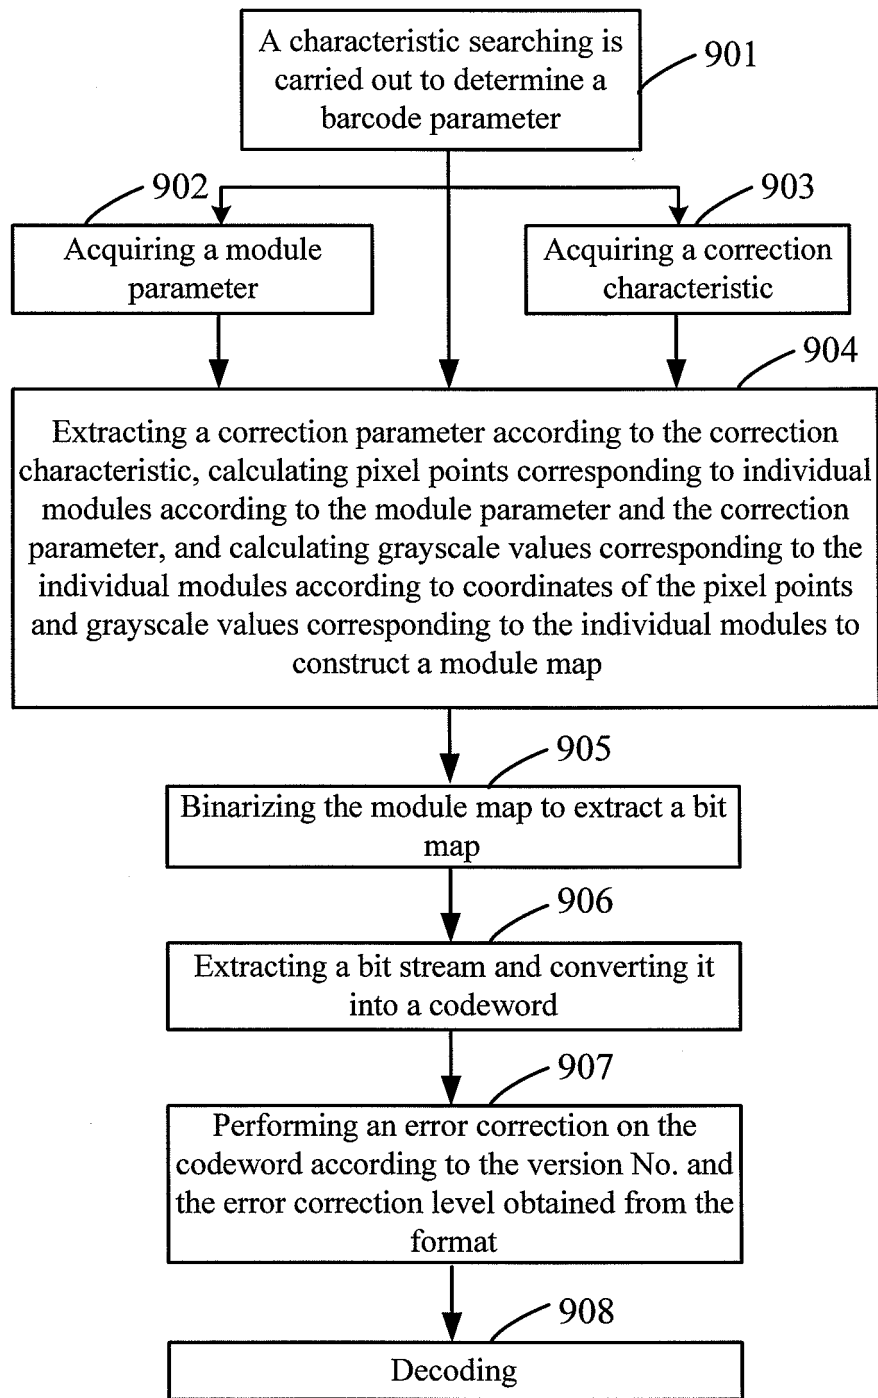 A characteristic searching is
carried out to determine a
barcode parameter
901
902
903
Acquiring a module
parameter
Acquiring a correction
characteristic
904
Extracting a correction parameter according to the correction
characteristic, calculating pixel points corresponding to individual
modules according to the module parameter and the correction
parameter, and calculating grayscale values corresponding to the
individual modules according to coordinates of the pixel points
and grayscale values corresponding to the individual modules to
construct a module map
905
Binarizing the module map to extract a bit
map
906
Extracting a bit stream and converting it
into a codeword
907
Performing an error correction on the
codeword according to the version No. and
the error correction level obtained from the
format
908
Decoding